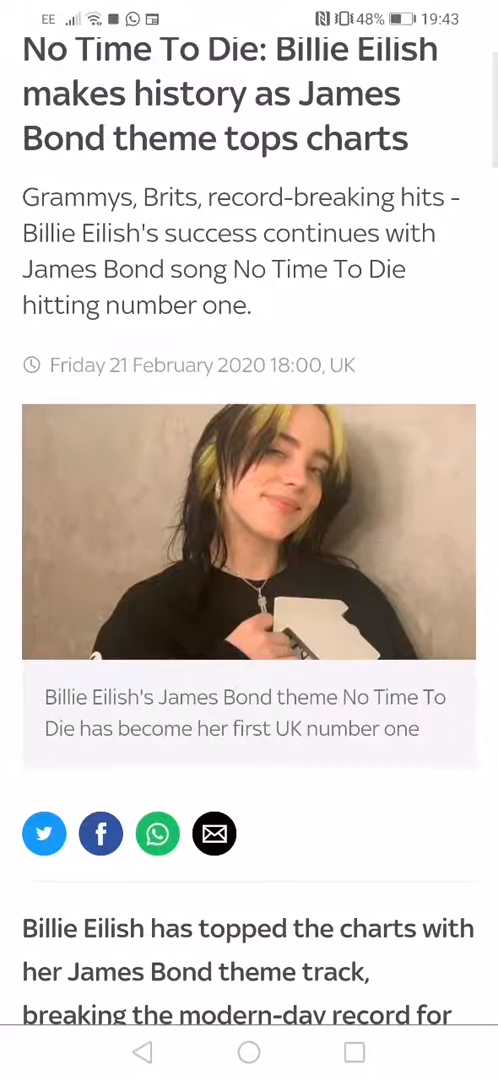 EE 48% 19:43
No Time To Die: Billie Eilish
makes history as James
Bond theme tops charts
Grammys, Brits, record-breaking hits -
Billie Eilish's success continues with
James Bond song No Time To Die
hitting number one.
Friday 21 February 2020 18:00, UK
Billie Eilish's James Bond theme No Time To
Die has become her first UK number one
Billie Eilish has topped the charts with
her James Bond theme track,
breaking the modern-day record for